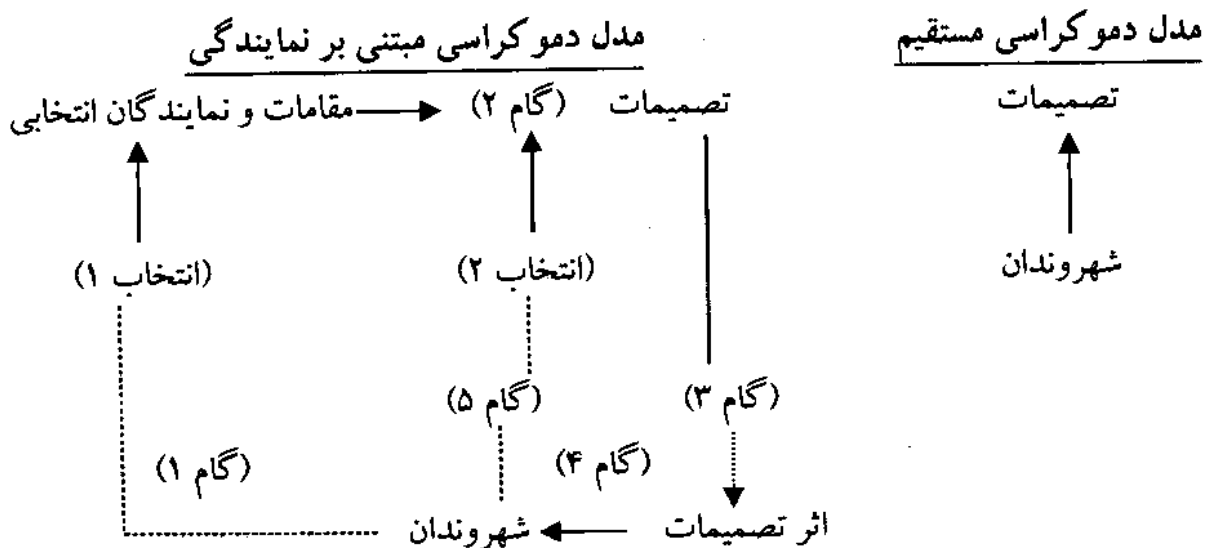 مدل دموکراسی مستقیم
تصمیمات
شهروندان
مدل دموکراسی مبتنی بر نمایندگی
تصمیمات (گام ۲) مقامات و نمایندگان انتخابی
(انتخاب ۲) (انتخاب ۱)
(گام ۳) (گام ۵)
(گام ۴) (گام ۱)
اثر تصمیمات شهروندان